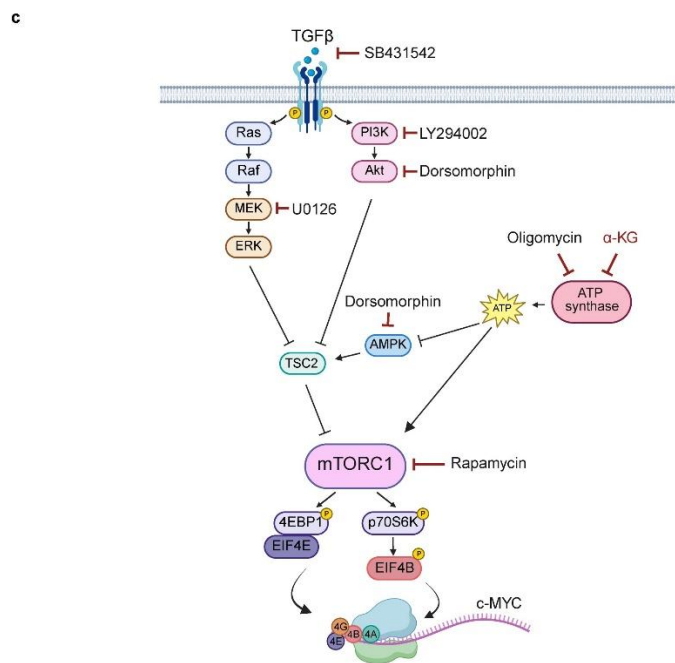 c
TGFβ
SB431542
P
P
Ras
PI3K
LY294002
Raf
Akt
Dorsomorphin
MEK
U0126
ERK
Oligomycin
α-KG
Dorsomorphin
ATP
ATP
synthase
AMPK
TSC2
mTORC1
Rapamycin
4EBP1
P
p70S6K
P
EIF4E
EIF4B
P
c-MYC
4G
4E
4B
4A